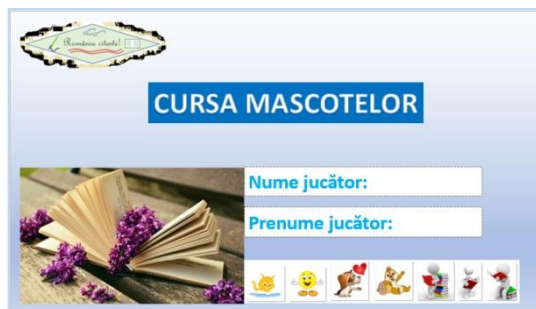 România citește!
CURSA MASCOTELOR
Nume jucător:
Prenume jucător: